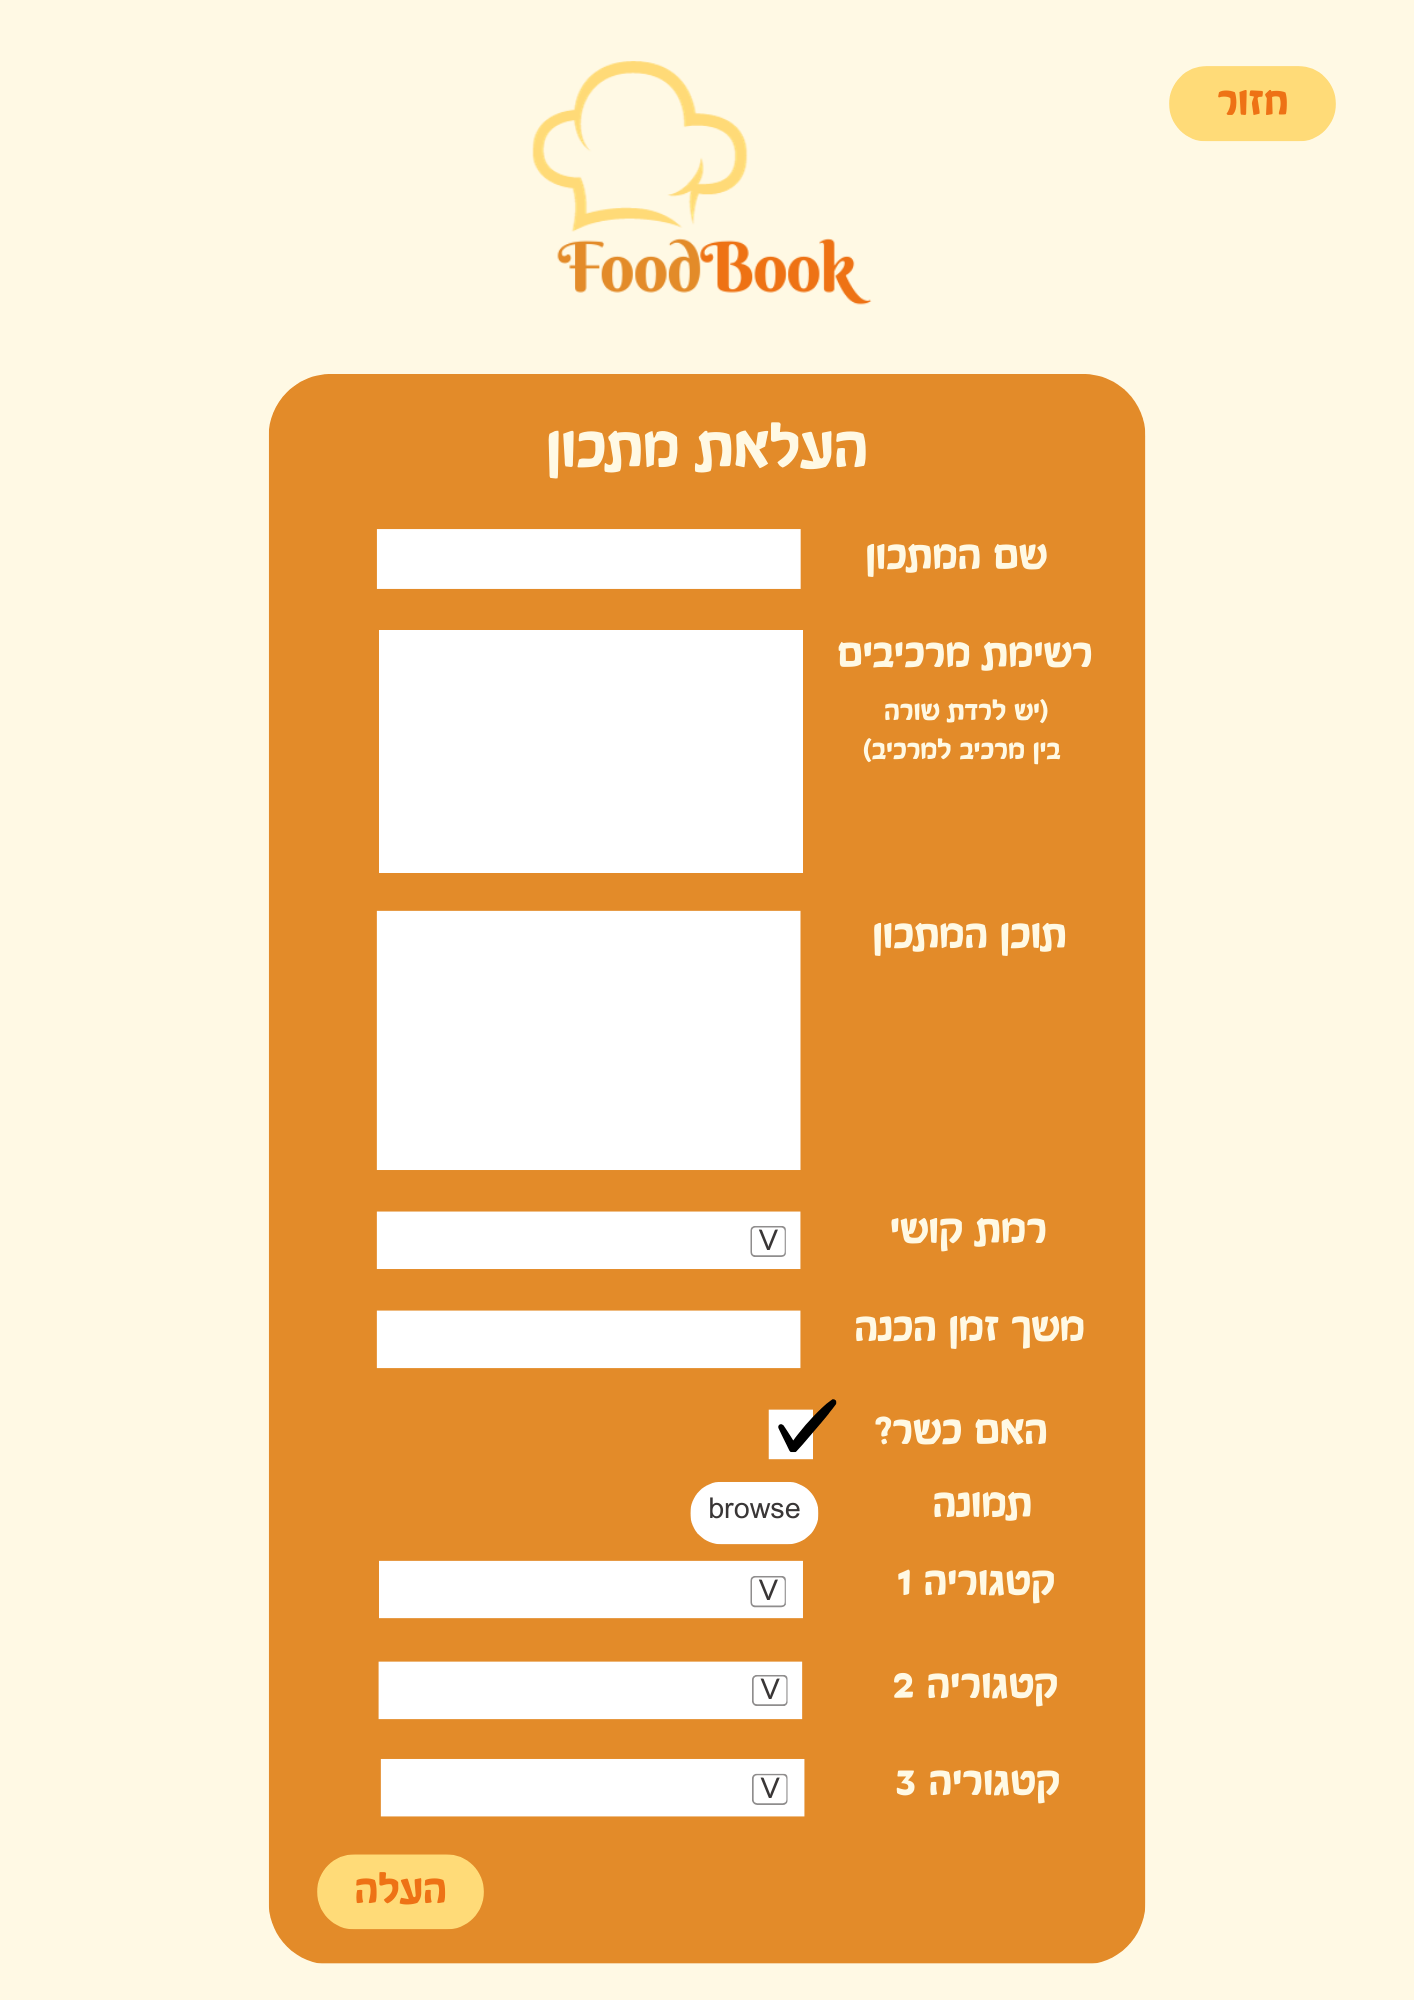 חזור
FoodBook
העלאת מתכון
שם המתכון
רשימת מרכיבים
(יש לרדת שורה
בין מרכיב למרכיב)
תוכן המתכון
רמת קושי
V
משך זמן הכנה
האם כשר?
תמונה
browse
קטגוריה 1
V
קטגוריה 2
V
קטגוריה 3
V
העלה